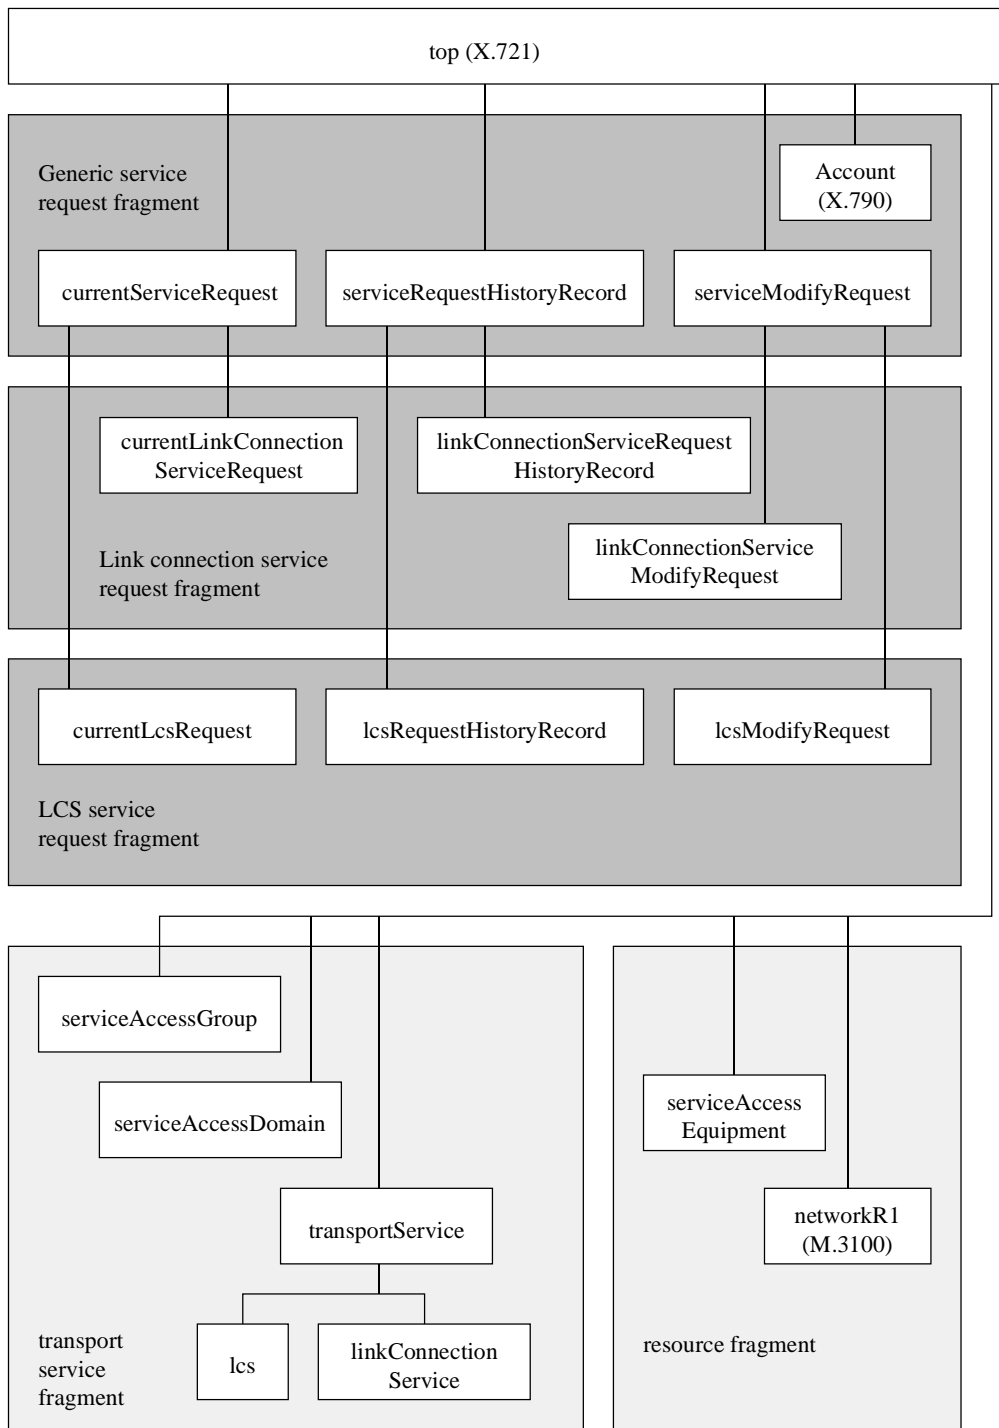 top (X.721)
Generic service
request fragment
Account
(X.790)
currentServiceRequest
serviceRequestHistoryRecord
serviceModifyRequest
currentLinkConnection
ServiceRequest
linkConnectionServiceRequest
HistoryRecord
Link connection service
request fragment
linkConnectionService
ModifyRequest
currentLcsRequest
lcsRequestHistoryRecord
lcsModifyRequest
LCS service
request fragment
serviceAccessGroup
serviceAccessDomain
serviceAccess
Equipment
transportService
networkR1
(M.3100)
transport
service
fragment
lcs
linkConnection
Service
resource fragment